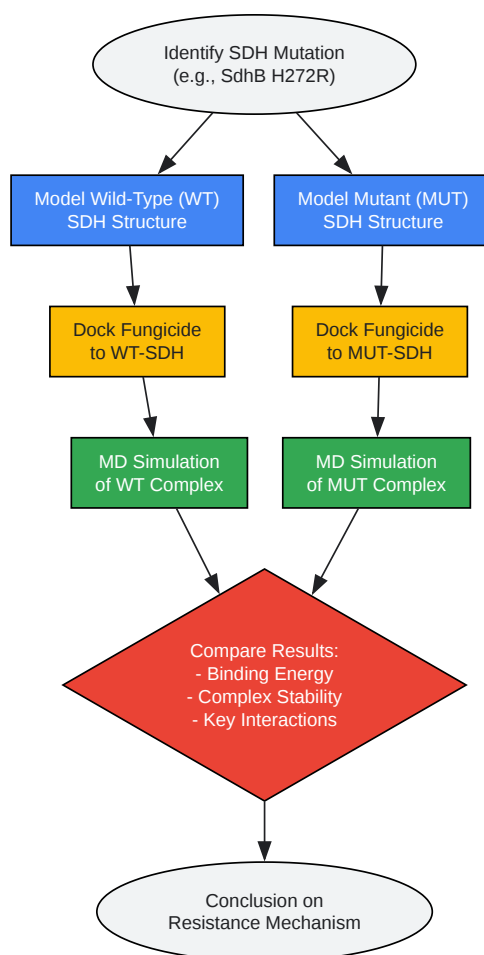 Identify SDH Mutation
(e.g., SdhB H272R)
Model Wild-Type (WT)
SDH Structure
Model Mutant (MUT)
SDH Structure
Dock Fungicide
to WT-SDH
Dock Fungicide
to MUT-SDH
MD Simulation
of WT Complex
MD Simulation
of MUT Complex
Compare Results:
- Binding Energy
- Complex Stability
- Key Interactions
Conclusion on
Resistance Mechanism